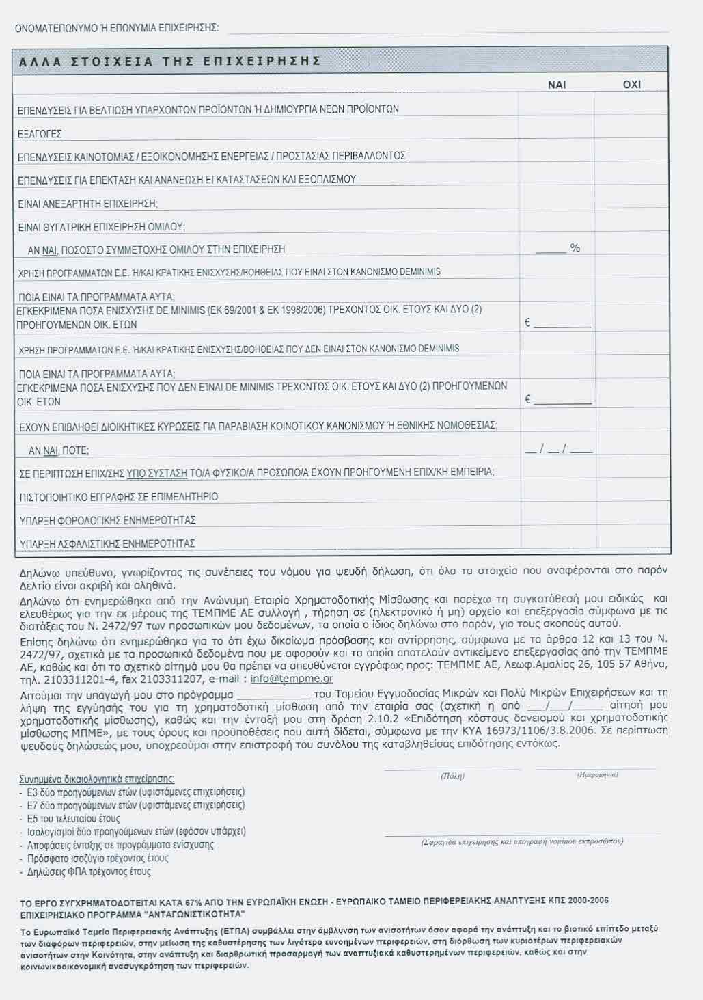 ΟΝΟΜΑΤΕΠΩΝΥΜΟ Ή ΕΠΩΝΥΜΙΑ ΕΠΙΧΕΙΡΗΣΗΣ:
ΑΛΛΑ ΣΤΟΙΧΕΙΑ ΤΗΣ ΕΠΙΧΕΙΡΗΣΗΣ
ΝΑΙ ΟΧΙ
ΕΠΕΝΔΥΣΕΙΣ ΓΙΑ ΒΕΛΤΙΩΣΗ ΥΠΑΡΧΟΝΤΩΝ ΠΡΟΪΟΝΤΩΝ Ή ΔΗΜΙΟΥΡΓΙΑ ΝΕΩΝ ΠΡΟΪΟΝΤΩΝ
ΕΞΑΓΩΓΕΣ
ΕΠΕΝΔΥΣΕΙΣ ΚΑΙΝΟΤΟΜΙΑΣ / ΕΞΟΙΚΟΝΟΜΗΣΗΣ ΕΝΕΡΓΕΙΑΣ / ΠΡΟΣΤΑΣΙΑΣ ΠΕΡΙΒΑΛΛΟΝΤΟΣ
ΕΠΕΝΔΥΣΕΙΣ ΓΙΑ ΕΠΕΚΤΑΣΗ ΚΑΙ ΑΝΑΝΕΩΣΗ ΕΓΚΑΤΑΣΤΑΣΕΩΝ ΚΑΙ ΕΞΟΠΛΙΣΜΟΥ
ΕΙΝΑΙ ΑΝΕΞΑΡΤΗΤΗ ΕΠΙΧΕΙΡΗΣΗ;
ΕΙΝΑΙ ΘΥΓΑΤΡΙΚΗ ΕΠΙΧΕΙΡΗΣΗ ΟΜΙΛΟΥ;
ΑΝ ΝΑΙ, ΠΟΣΟΣΤΟ ΣΥΜΜΕΤΟΧΗΣ ΟΜΙΛΟΥ ΣΤΗΝ ΕΠΙΧΕΙΡΗΣΗ _____ %
ΧΡΗΣΗ ΠΡΟΓΡΑΜΜΑΤΩΝ Ε.Ε. Ή/ΚΑΙ ΚΡΑΤΙΚΗΣ ΕΝΙΣΧΥΣΗΣ/ΒΟΗΘΕΙΑΣ ΠΟΥ ΕΙΝΑΙ ΣΤΟΝ ΚΑΝΟΝΙΣΜΟ DEMINIMIS
ΠΟΙΑ ΕΙΝΑΙ ΤΑ ΠΡΟΓΡΑΜΜΑΤΑ ΑΥΤΑ;
ΕΓΚΕΚΡΙΜΕΝΑ ΠΟΣΑ ΕΝΙΣΧΥΣΗΣ DE MINIMIS (ΕΚ 69/2001 & ΕΚ 1998/2006) ΤΡΕΧΟΝΤΟΣ ΟΙΚ. ΕΤΟΥΣ ΚΑΙ ΔΥΟ (2)
ΠΡΟΗΓΟΥΜΕΝΩΝ ΟΙΚ. ΕΤΩΝ € _________
ΧΡΗΣΗ ΠΡΟΓΡΑΜΜΑΤΩΝ Ε.Ε. Ή/ΚΑΙ ΚΡΑΤΙΚΗΣ ΕΝΙΣΧΥΣΗΣ/ΒΟΗΘΕΙΑΣ ΠΟΥ ΔΕΝ ΕΙΝΑΙ ΣΤΟΝ ΚΑΝΟΝΙΣΜΟ DEMINIMIS
ΠΟΙΑ ΕΙΝΑΙ ΤΑ ΠΡΟΓΡΑΜΜΑΤΑ ΑΥΤΑ;
ΕΓΚΕΚΡΙΜΕΝΑ ΠΟΣΑ ΕΝΙΣΧΥΣΗΣ ΠΟΥ ΔΕΝ ΕΊΝΑΙ DE MINIMIS ΤΡΕΧΟΝΤΟΣ ΟΙΚ. ΕΤΟΥΣ ΚΑΙ ΔΥΟ (2) ΠΡΟΗΓΟΥΜΕΝΩΝ
ΟΙΚ. ΕΤΩΝ € _________
ΕΧΟΥΝ ΕΠΙΒΛΗΘΕΙ ΔΙΟΙΚΗΤΙΚΕΣ ΚΥΡΩΣΕΙΣ ΓΙΑ ΠΑΡΑΒΙΑΣΗ ΚΟΙΝΟΤΙΚΟΥ ΚΑΝΟΝΙΣΜΟΥ Ή ΕΘΝΙΚΗΣ ΝΟΜΟΘΕΣΙΑΣ;
ΑΝ ΝΑΙ, ΠΟΤΕ; __ / __ / ____
ΣΕ ΠΕΡΙΠΤΩΣΗ ΕΠΙΧ/ΣΗΣ ΥΠΟ ΣΥΣΤΑΣΗ ΤΟ/Α ΦΥΣΙΚΟ/Α ΠΡΟΣΩΠΟ/Α ΕΧΟΥΝ ΠΡΟΗΓΟΥΜΕΝΗ ΕΠΙΧ/ΚΗ ΕΜΠΕΙΡΙΑ;
ΠΙΣΤΟΠΟΙΗΤΙΚΟ ΕΓΓΡΑΦΗΣ ΣΕ ΕΠΙΜΕΛΗΤΗΡΙΟ
ΥΠΑΡΞΗ ΦΟΡΟΛΟΓΙΚΗΣ ΕΝΗΜΕΡΟΤΗΤΑΣ
ΥΠΑΡΞΗ ΑΣΦΑΛΙΣΤΙΚΗΣ ΕΝΗΜΕΡΟΤΗΤΑΣ
Δηλώνω υπεύθυνα, γνωρίζοντας τις συνέπειες του νόμου για ψευδή δήλωση, ότι όλα τα στοιχεία που αναφέρονται στο παρόν
Δελτίο είναι ακριβή και αληθινά.
Δηλώνω ότι ενημερώθηκα από την Ανώνυμη Εταιρία Χρηματοδοτικής Μίσθωσης και παρέχω τη συγκατάθεσή μου ειδικώς και
ελευθέρως για την εκ μέρους της ΤΕΜΠΜΕ ΑΕ συλλογή , τήρηση σε (ηλεκτρονικό ή μη) αρχείο και επεξεργασία σύμφωνα με τις
διατάξεις του Ν. 2472/97 των προσωπικών μου δεδομένων, τα οποία ο ίδιος δηλώνω στο παρόν, για τους σκοπούς αυτού.
Επίσης δηλώνω ότι ενημερώθηκα για το ότι έχω δικαίωμα πρόσβασης και αντίρρησης, σύμφωνα με τα άρθρα 12 και 13 του Ν.
2472/97, σχετικά με τα προσωπικά δεδομένα που με αφορούν και τα οποία αποτελούν αντικείμενο επεξεργασίας από την ΤΕΜΠΜΕ
ΑΕ, καθώς και ότι το σχετικό αίτημά μου θα πρέπει να απευθύνεται εγγράφως προς: ΤΕΜΠΜΕ ΑΕ, Λεωφ.Αμαλίας 26, 105 57 Αθήνα,
τηλ. 2103311201-4, fax 2103311207, e-mail : info@tempme.gr
Αιτούμαι την υπαγωγή μου στο πρόγραμμα ____________ του Ταμείου Εγγυοδοσίας Μικρών και Πολύ Μικρών Επιχειρήσεων και τη
λήψη της εγγύησής του για τη χρηματοδοτική μίσθωση από την εταιρία σας (σχετική η από ___/___/_____ αίτησή μου
χρηματοδοτικής μίσθωσης), καθώς και την ένταξή μου στη δράση 2.10.2 «Επιδότηση κόστους δανεισμού και χρηματοδοτικής
μίσθωσης ΜΠΜΕ», με τους όρους και προϋποθέσεις που αυτή δίδεται, σύμφωνα με την ΚΥΑ 16973/1106/3.8.2006. Σε περίπτωση
ψευδούς δηλώσεώς μου, υποχρεούμαι στην επιστροφή του συνόλου της καταβληθείσας επιδότησης εντόκως.
(Πόλη) (Ημερομηνία)
Συνημμένα δικαιολογητικά επιχείρησης:
- Ε3 δύο προηγούμενων ετών (υφιστάμενες επιχειρήσεις)
- Ε7 δύο προηγούμενων ετών (υφιστάμενες επιχειρήσεις)
- Ε5 του τελευταίου έτους
- Ισολογισμοί δύο προηγούμενων ετών (εφόσον υπάρχει)
- Αποφάσεις ένταξης σε προγράμματα ενίσχυσης
- Πρόσφατο ισοζύγιο τρέχοντος έτους
- Δηλώσεις ΦΠΑ τρέχοντος έτους
(Σφραγίδα επιχείρησης και υπογραφή νομίμου εκπροσώπου)
ΤΟ ΕΡΓΟ ΣΥΓΧΡΗΜΑΤΟΔΟΤΕΙΤΑΙ ΚΑΤΆ 67% ΑΠΌ ΤΗΝ ΕΥΡΩΠΑΪΚΗ ΕΝΩΣΗ - ΕΥΡΩΠΑΙΚΟ ΤΑΜΕΙΟ ΠΕΡΙΦΕΡΕΙΑΚΗΣ ΑΝΑΠΤΥΞΗΣ ΚΠΣ 2000-2006
ΕΠΙΧΕΙΡΗΣΙΑΚΟ ΠΡΟΓΡΑΜΜΑ "ΑΝΤΑΓΩΝΙΣΤΙΚΟΤΗΤΑ"
Το Ευρωπαϊκό Ταμείο Περιφερειακής Ανάπτυξης (ΕΤΠΑ) συμβάλλει στην άμβλυνση των ανισοτήτων όσον αφορά την ανάπτυξη και το βιοτικό επίπεδο μεταξύ
των διαφόρων περιφερειών, στην μείωση της καθυστέρησης των λιγότερο ευνοημένων περιφερειών, στη διόρθωση των κυριοτέρων περιφερειακών
ανισοτήτων στην Κοινότητα, στην ανάπτυξη και διαρθρωτική προσαρμογή των αναπτυξιακά καθυστερημένων περιφερειών, καθώς και στην
κοινωνικοοικονομική ανασυγκρότηση των περιφερειών.